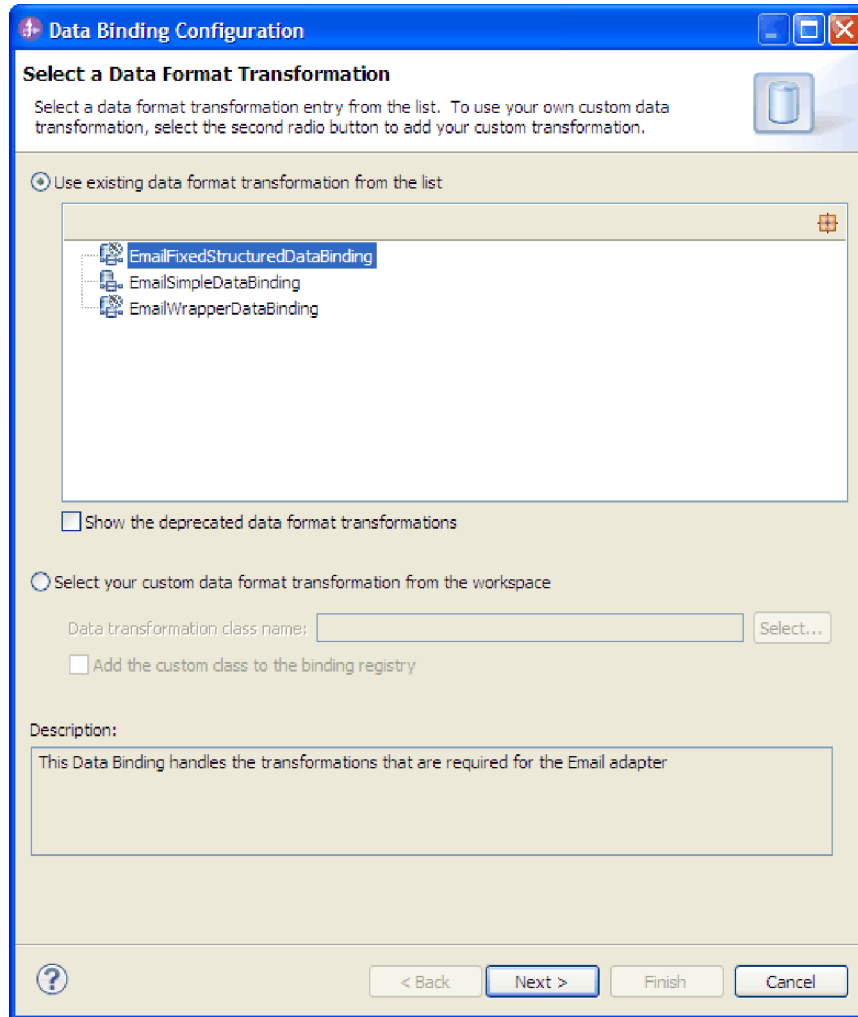 Data Binding Configuration
Select a Data Format Transformation
Select a data format transformation entry from the list. To use your own custom data
transformation, select the second radio button to add your custom transformation.
Use existing data format transformation from the list
EmailFixedStructuredDataBinding
EmailSimpleDataBinding
EmailWrapperDataBinding
Show the deprecated data format transformations
Select your custom data format transformation from the workspace
Data transformation class name:
Select...
Add the custom class to the binding registry
Description:
This Data Binding handles the transformations that are required for the Email adapter
?
< Back
Next >
Finish
Cancel